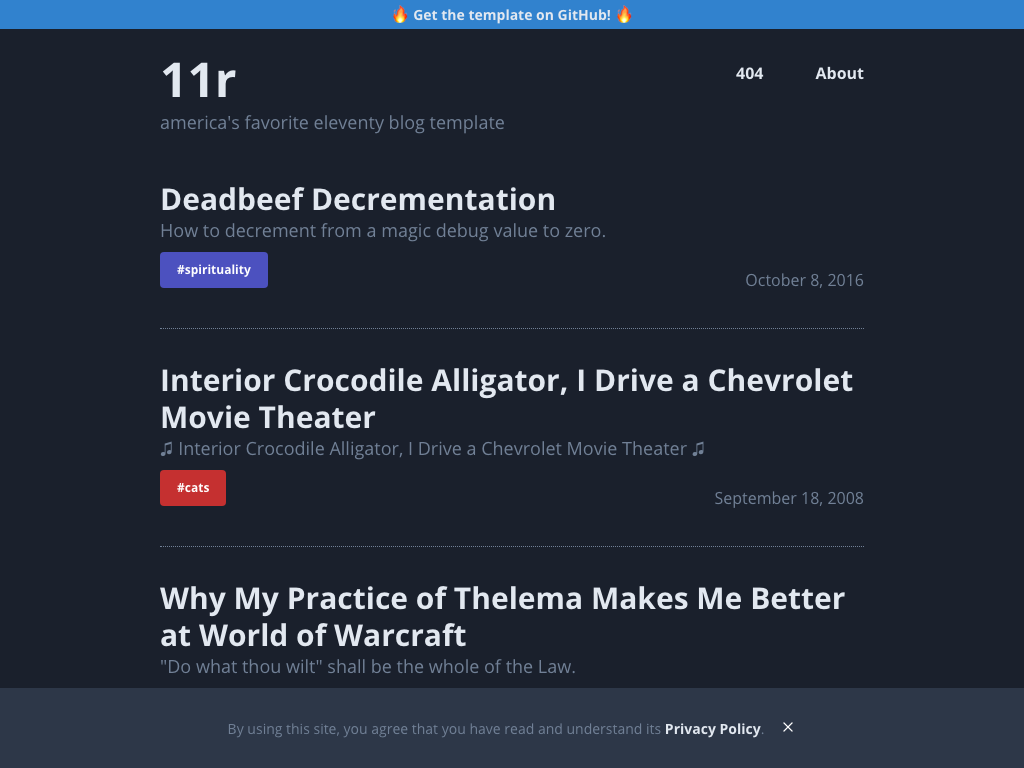 🔥 Get the template on GitHub! 🔥
11r
404
About
america's favorite eleventy blog template
Deadbeef Decrementation
How to decrement from a magic debug value to zero.
#spirituality
October 8, 2016
Interior Crocodile Alligator, I Drive a Chevrolet
Movie Theater
♫ Interior Crocodile Alligator, I Drive a Chevrolet Movie Theater ♫
#cats
September 18, 2008
Why My Practice of Thelema Makes Me Better
at World of Warcraft
"Do what thou wilt" shall be the whole of the Law.
By using this site, you agree that you have read and understand its Privacy Policy. ×